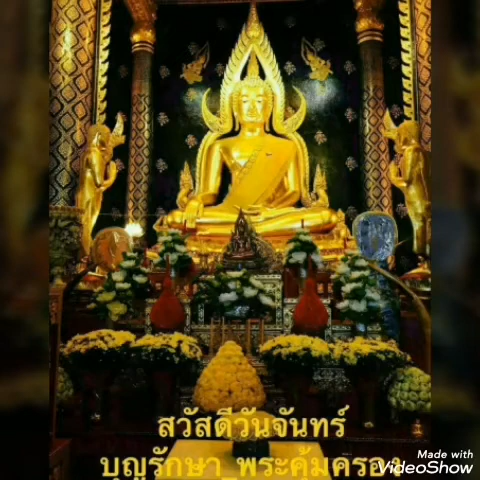 สวัสดีวันจันทร์
บุญรักษา พระคุ้มครอง
Made with
VideoShow